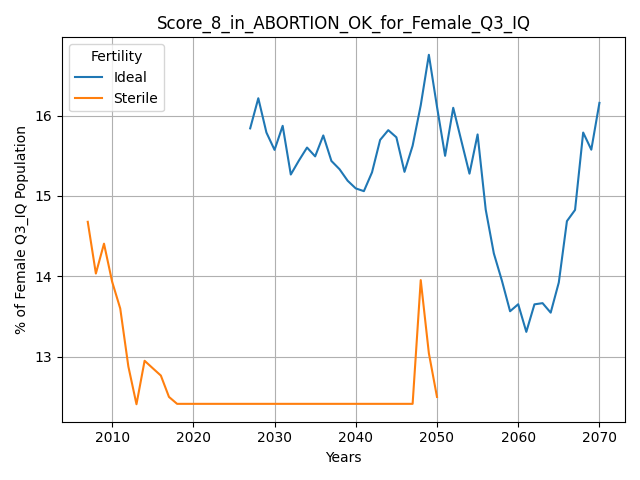 Score_8_in_ABORTION_OK_for_Female_Q3_IQ
Fertility
Ideal
Sterile
% of Female Q3_IQ Population
16
15
14
13
2010 2020 2030 2040 2050 2060 2070
Years